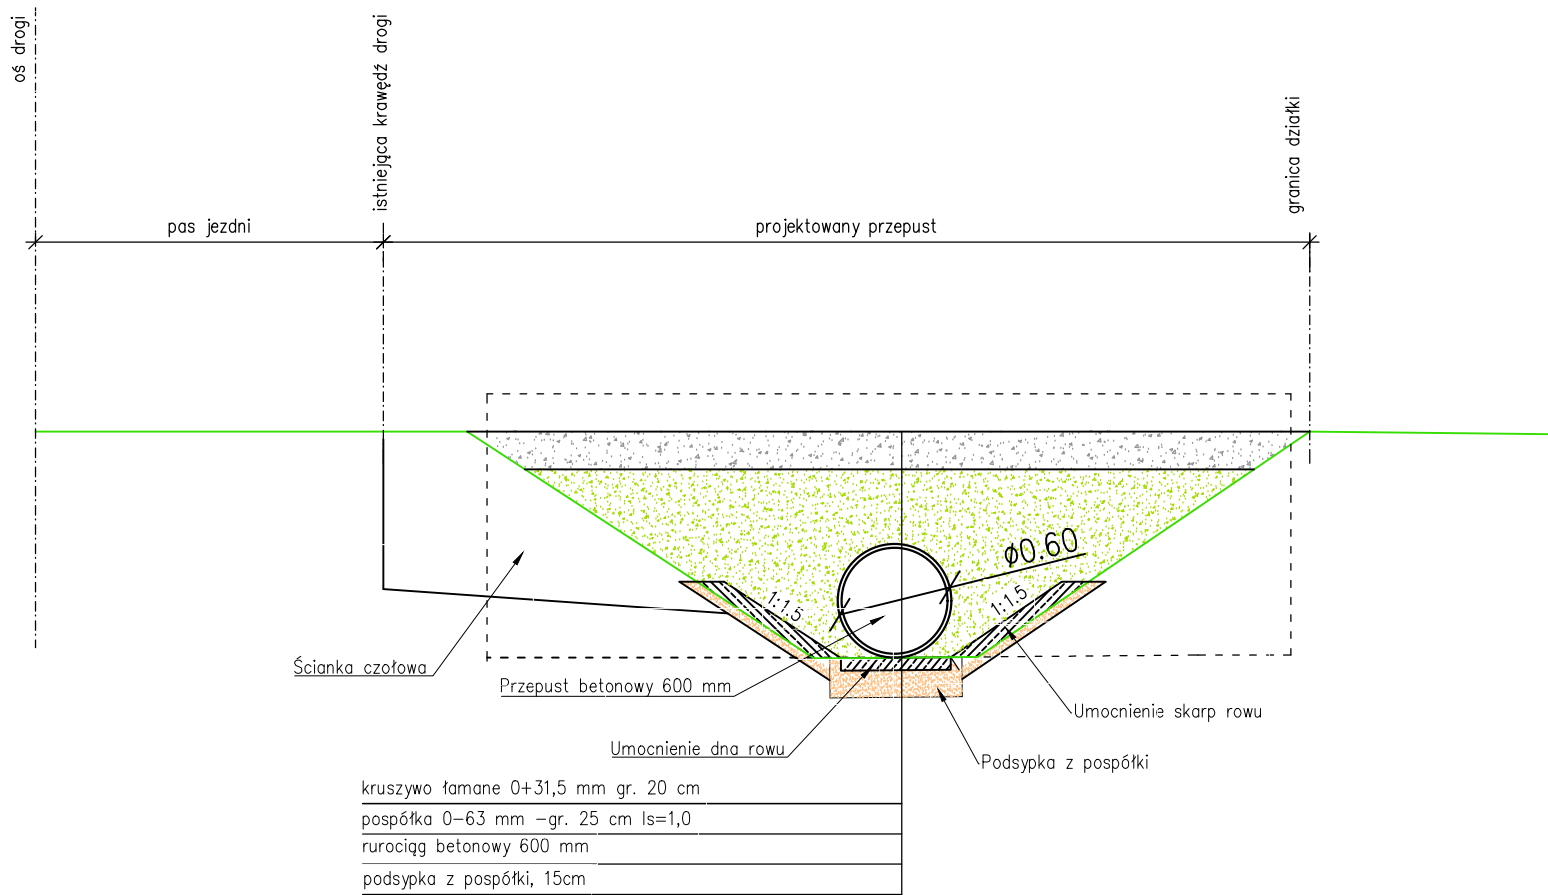 oś drogi
istniejąca krawędź drogi
granica działki
pas jezdni
projektowany przepust
ø0.60
1:1.5
1:1.5
Ścianka czołowa
Przepust betonowy 600 mm
Umocnienie skarp rowu
Umocnienie dna rowu
Podsypka z pospółki
kruszywo łamane 0+31,5 mm gr. 20 cm
pospółka 0-63 mm -gr. 25 cm Is=1,0
rurociąg betonowy 600 mm
podsypka z pospółki, 15cm